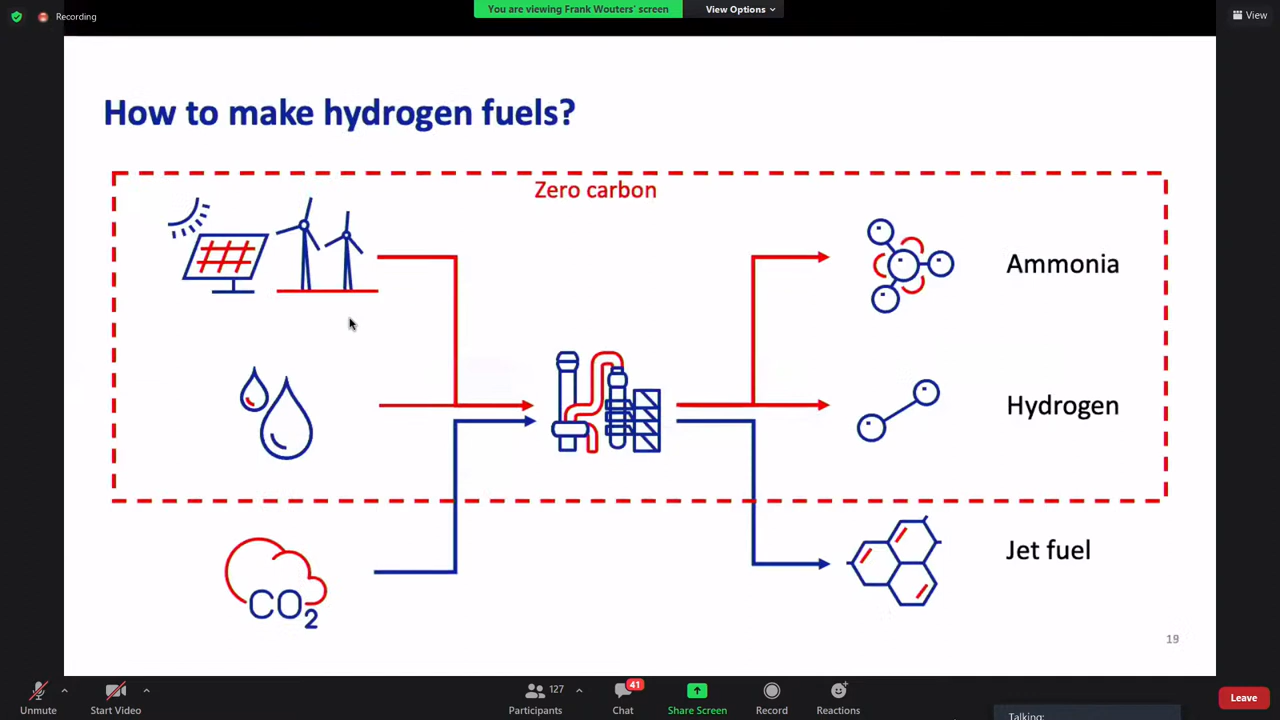 Recording
You are viewing Frank Wouters' screen
View Options
View
How to make hydrogen fuels?
Zero carbon
Ammonia
Hydrogen
CO2
Jet fuel
19
Unmute
Start Video
127
Participants
41
Chat
Share Screen
Record
Reactions
Leave
Talking: